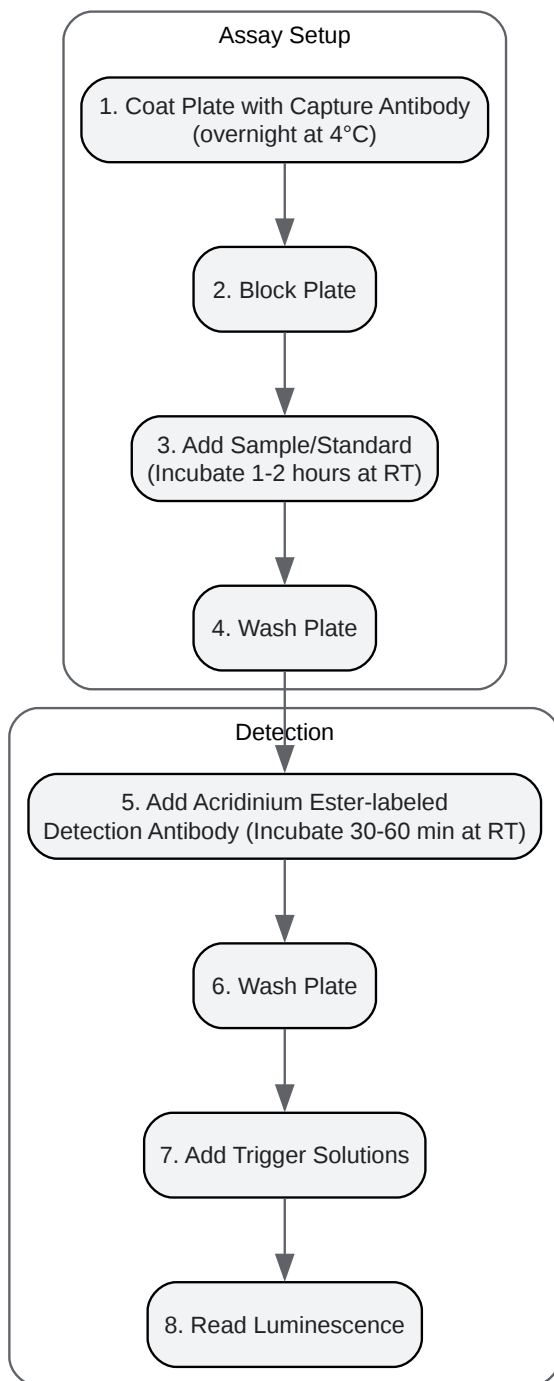 Assay Setup
1. Coat Plate with Capture Antibody
(overnight at 4°C)
2. Block Plate
3. Add Sample/Standard
(Incubate 1-2 hours at RT)
4. Wash Plate
Detection
5. Add Acridinium Ester-labeled
Detection Antibody (Incubate 30-60 min at RT)
6. Wash Plate
7. Add Trigger Solutions
8. Read Luminescence